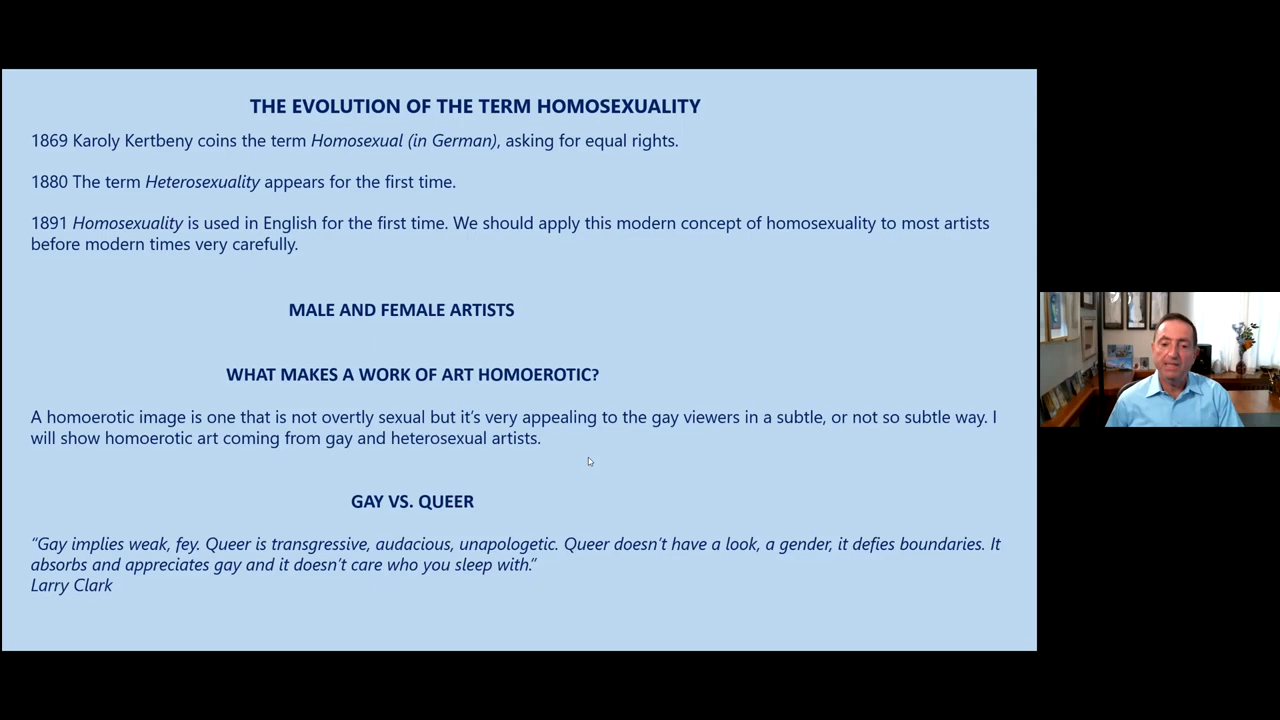 THE EVOLUTION OF THE TERM HOMOSEXUALITY
1869 Karoly Kertbeny coins the term Homosexual (in German), asking for equal rights.
1880 The term Heterosexuality appears for the first time.
1891 Homosexuality is used in English for the first time. We should apply this modern concept of homosexuality to most artists
before modern times very carefully.
MALE AND FEMALE ARTISTS
WHAT MAKES A WORK OF ART HOMOEROTIC?
A homoerotic image is one that is not overtly sexual but it’s very appealing to the gay viewers in a subtle, or not so subtle way. I
will show homoerotic art coming from gay and heterosexual artists.
GAY VS. QUEER
“Gay implies weak, fey. Queer is transgressive, audacious, unapologetic. Queer doesn’t have a look, a gender, it defies boundaries. It
absorbs and appreciates gay and it doesn’t care who you sleep with.”
Larry Clark